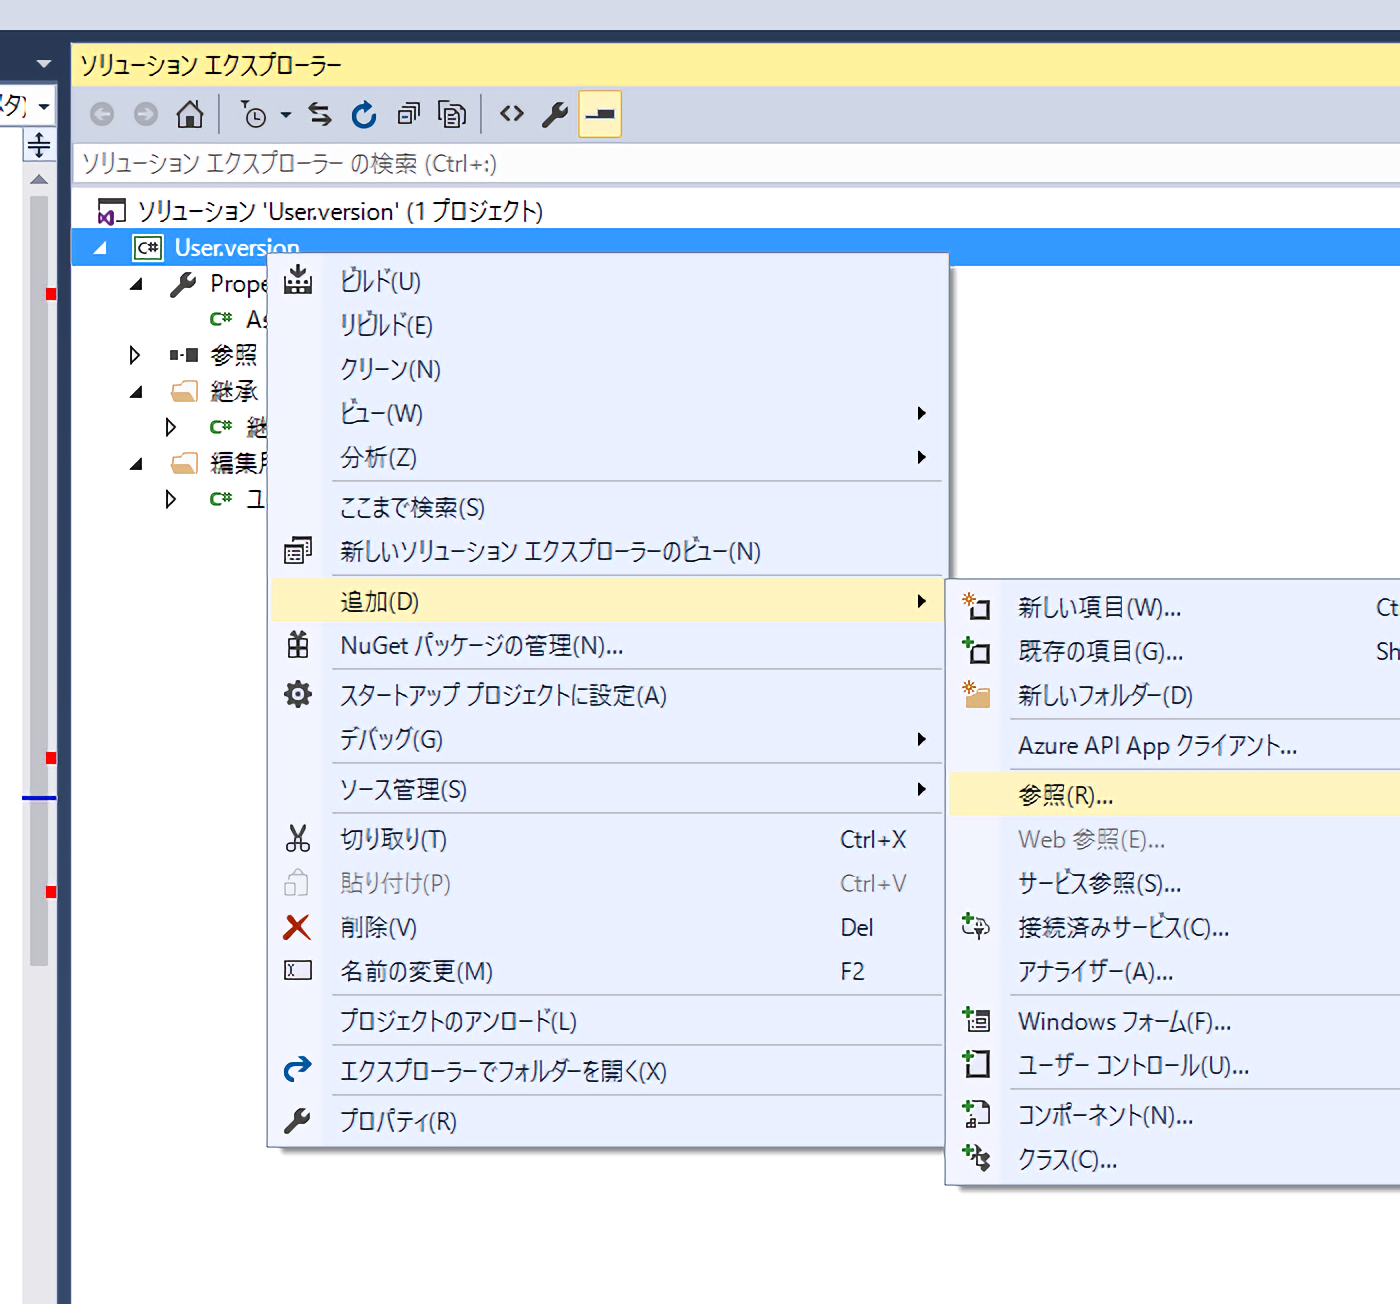 タ)
ソリューション エクスプローラー
ソリューション エクスプローラー の検索 (Ctrl+:)
ソリューション 'User.version' (1 プロジェクト)
C# User.version
Prope
C# As
参照
継承
C# 継
編集用
C# ユ
ビルド(U)
リビルド(E)
クリーン(N)
ビュー(W)
分析(Z)
ここまで検索(S)
新しいソリューション エクスプローラーのビュー(N)
追加(D)
NuGet パッケージの管理(N)...
スタートアップ プロジェクトに設定(A)
デバッグ(G)
ソース管理(S)
切り取り(T) Ctrl+X
貼り付け(P) Ctrl+V
削除(V) Del
名前の変更(M) F2
プロジェクトのアンロード(L)
エクスプローラーでフォルダーを開く(X)
プロパティ(R)
新しい項目(W)... Ct
既存の項目(G)... Sh
新しいフォルダー(D)
Azure API App クライアント...
参照(R)...
Web 参照(E)...
サービス参照(S)...
接続済みサービス(C)...
アナライザー(A)...
Windows フォーム(F)...
ユーザー コントロール(U)...
コンポーネント(N)...
クラス(C)...